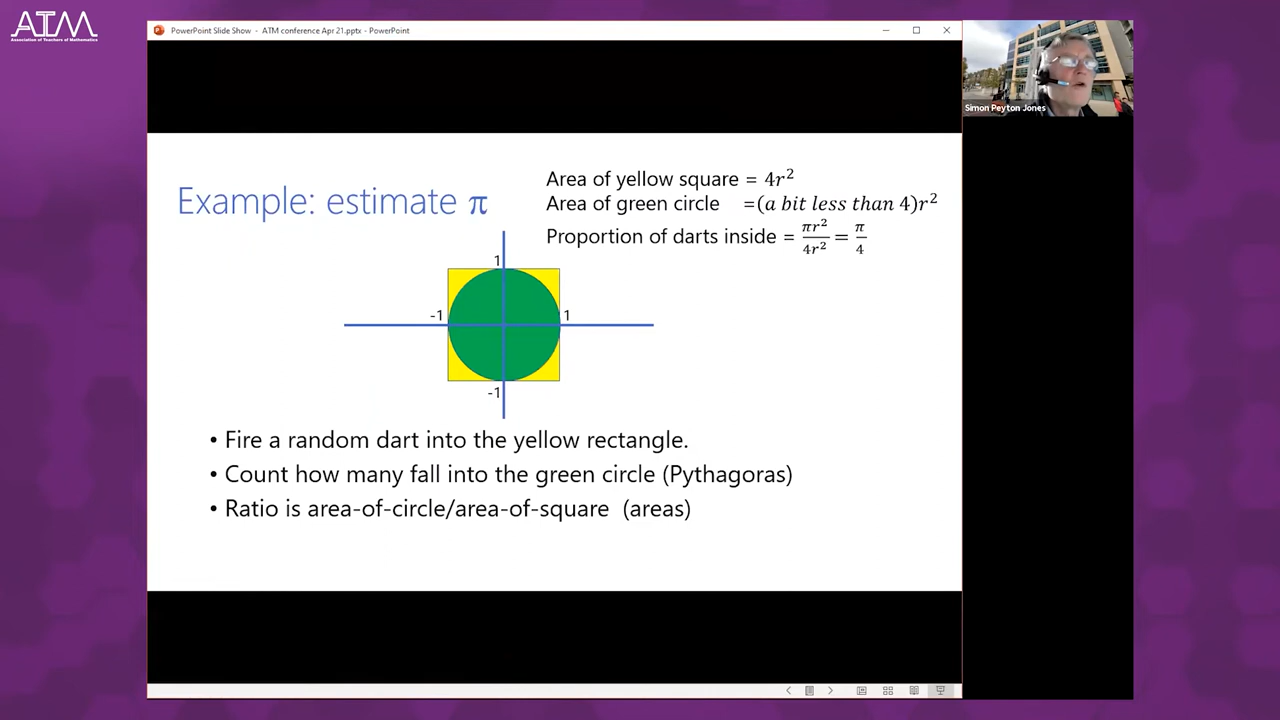 ATM
Association of Teachers of Mathematics
PowerPoint Slide Show - ATM conference Apr 21.pptx - PowerPoint
Simon Peyton Jones
Example: estimate π
Area of yellow square = 4r²
Area of green circle =(a bit less than 4)r²
Proportion of darts inside = πr²/4r² = π/4
1
-1
1
-1
• Fire a random dart into the yellow rectangle.
• Count how many fall into the green circle (Pythagoras)
• Ratio is area-of-circle/area-of-square (areas)